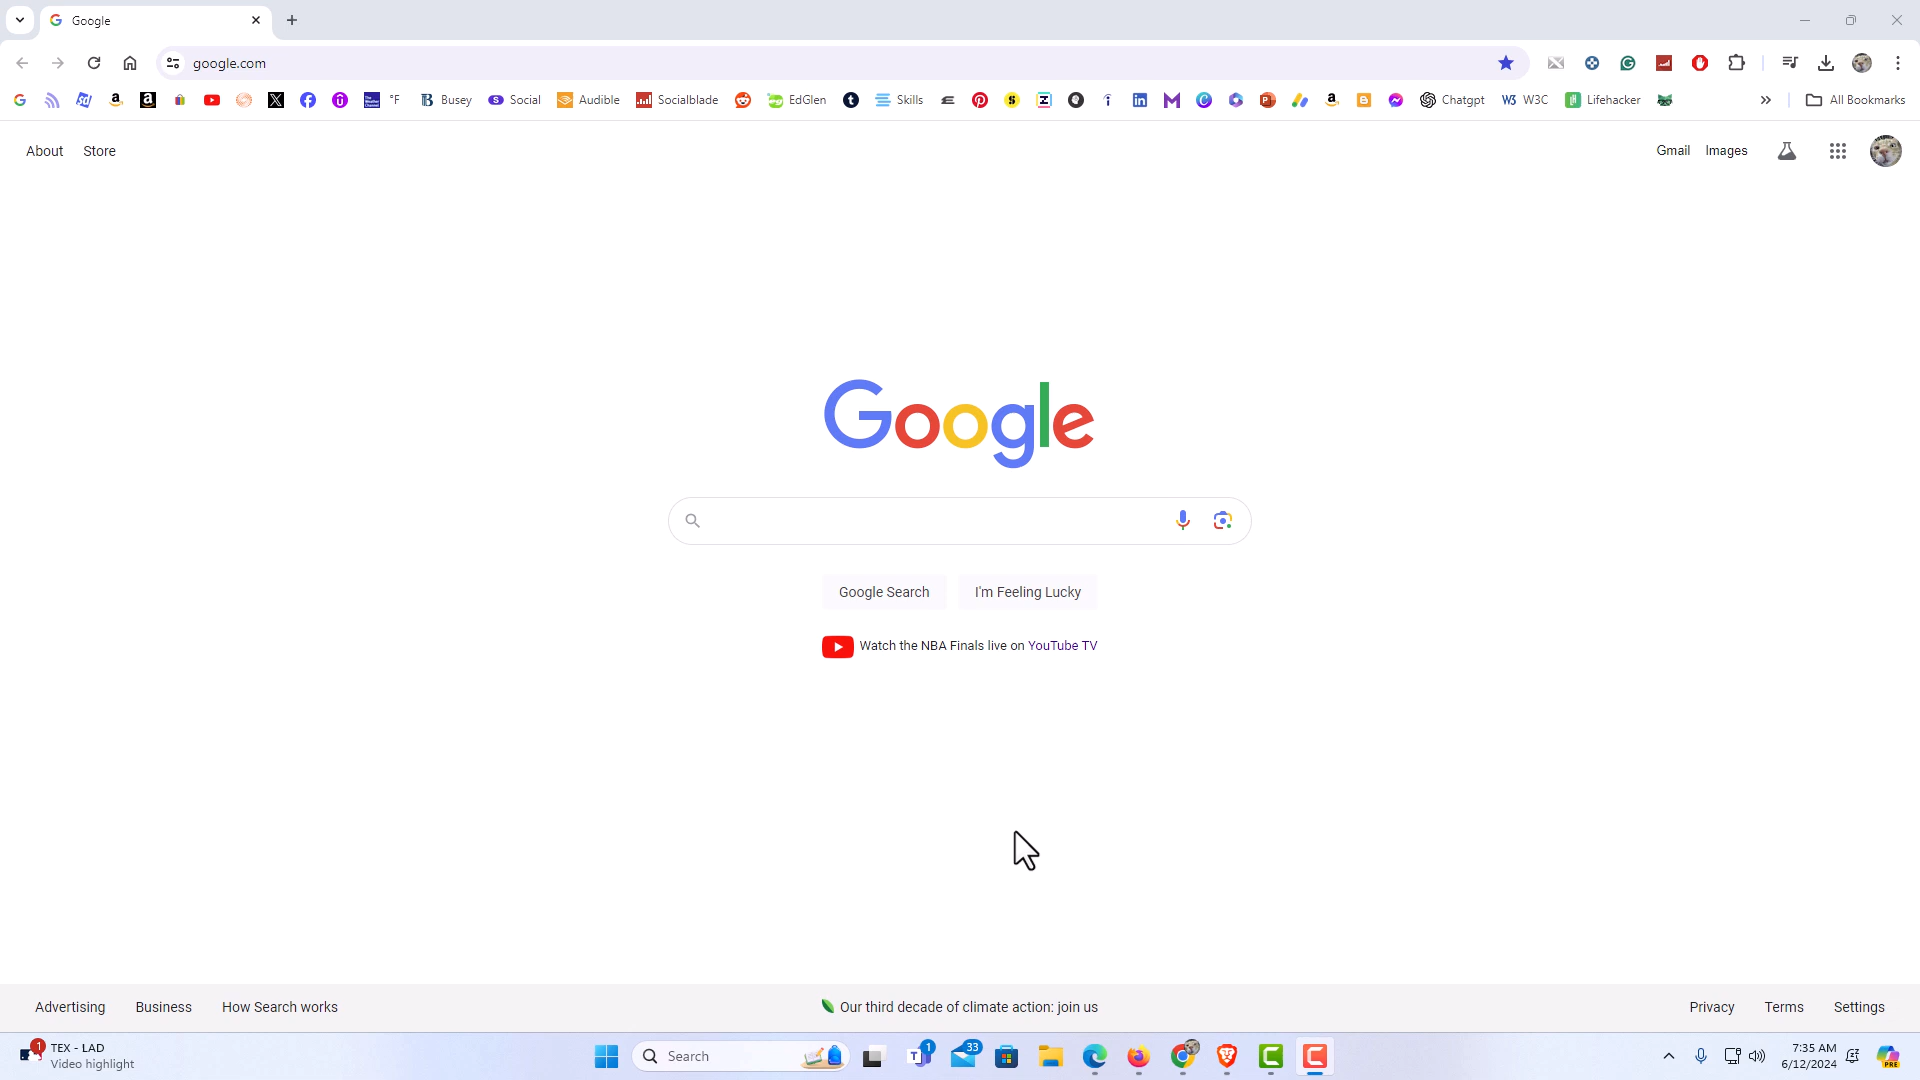 Google
google.com
°F Busey Social Audible Socialblade EdGlen Skills Chatgpt W3C Lifehacker All Bookmarks
About Store Gmail Images
Google
Google Search I'm Feeling Lucky
Watch the NBA Finals live on YouTube TV
Advertising Business How Search works Our third decade of climate action: join us Privacy Terms Settings
1 TEX - LAD
Video highlight
Search
1
33
7:35 AM
6/12/2024